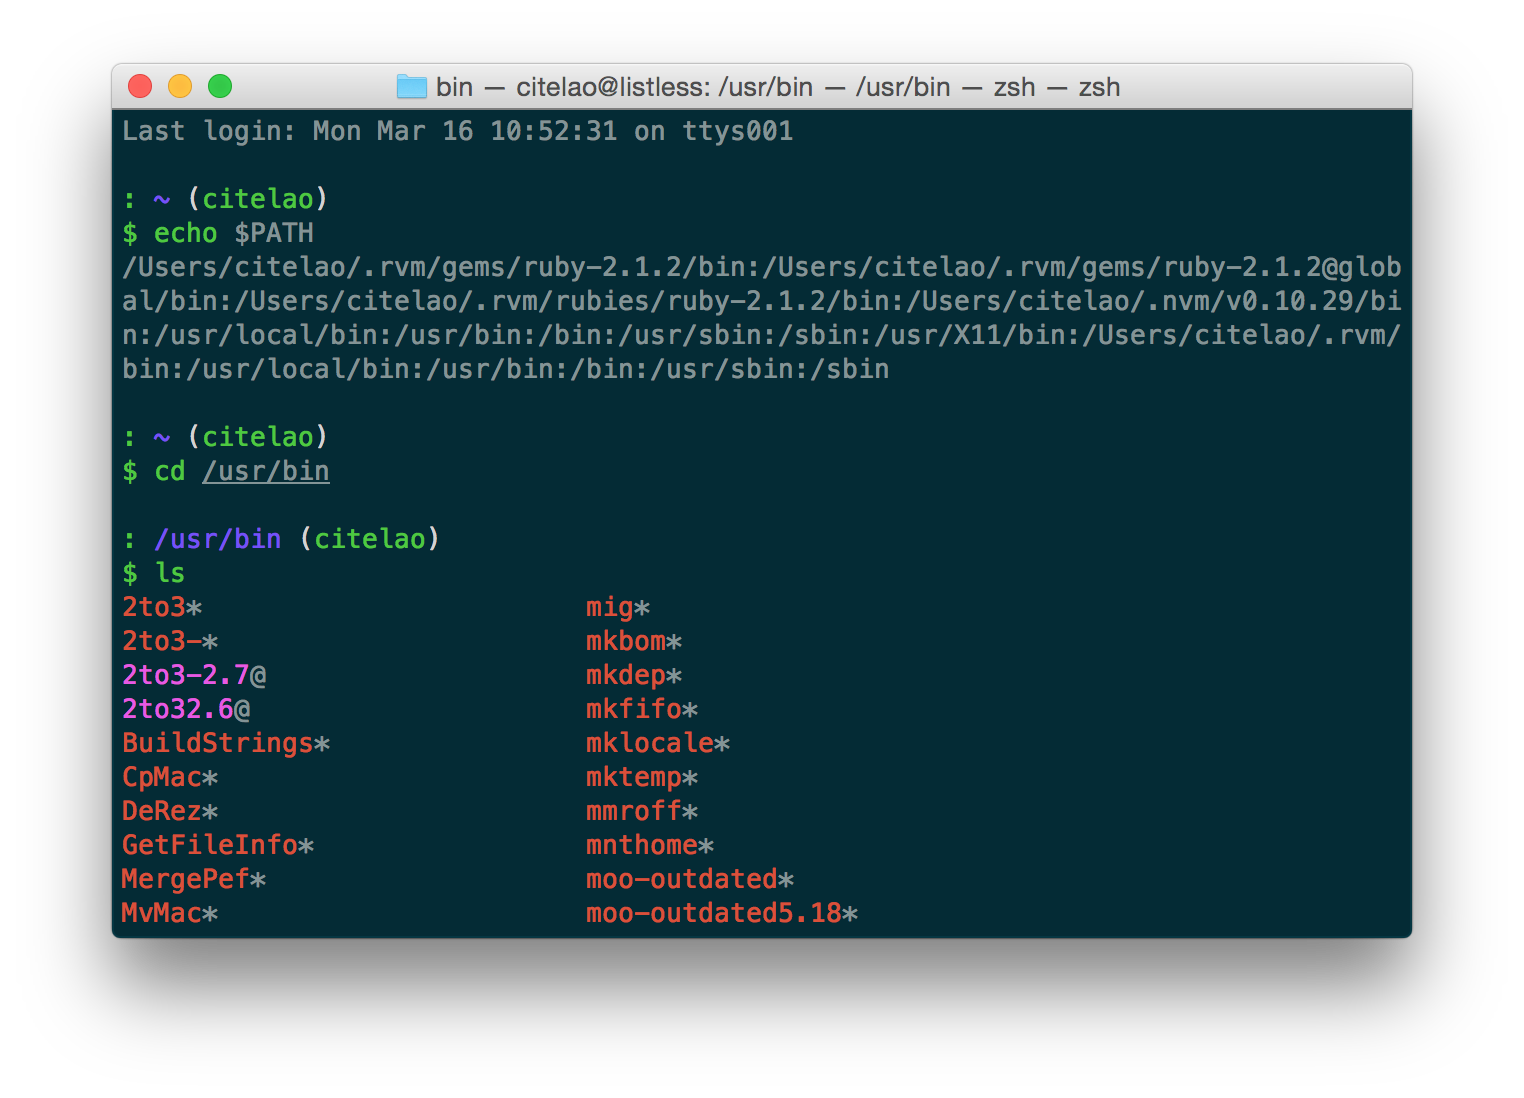 bin — citelao@listless: /usr/bin — /usr/bin — zsh — zsh
Last login: Mon Mar 16 10:52:31 on ttys001
: ~ (citelao)
$ echo $PATH
/Users/citelao/.rvm/gems/ruby-2.1.2/bin:/Users/citelao/.rvm/gems/ruby-2.1.2@glob
al/bin:/Users/citelao/.rvm/rubies/ruby-2.1.2/bin:/Users/citelao/.nvm/v0.10.29/bi
n:/usr/local/bin:/usr/bin:/bin:/usr/sbin:/sbin:/usr/X11/bin:/Users/citelao/.rvm/
bin:/usr/local/bin:/usr/bin:/bin:/usr/sbin:/sbin
: ~ (citelao)
$ cd /usr/bin
: /usr/bin (citelao)
$ ls
2to3* mig*
2to3-* mkbom*
2to3-2.7@ mkdep*
2to32.6@ mkfifo*
BuildStrings* mklocale*
CpMac* mktemp*
DeRez* mmroff*
GetFileInfo* mnthome*
MergePef* moo-outdated*
MvMac* moo-outdated5.18*